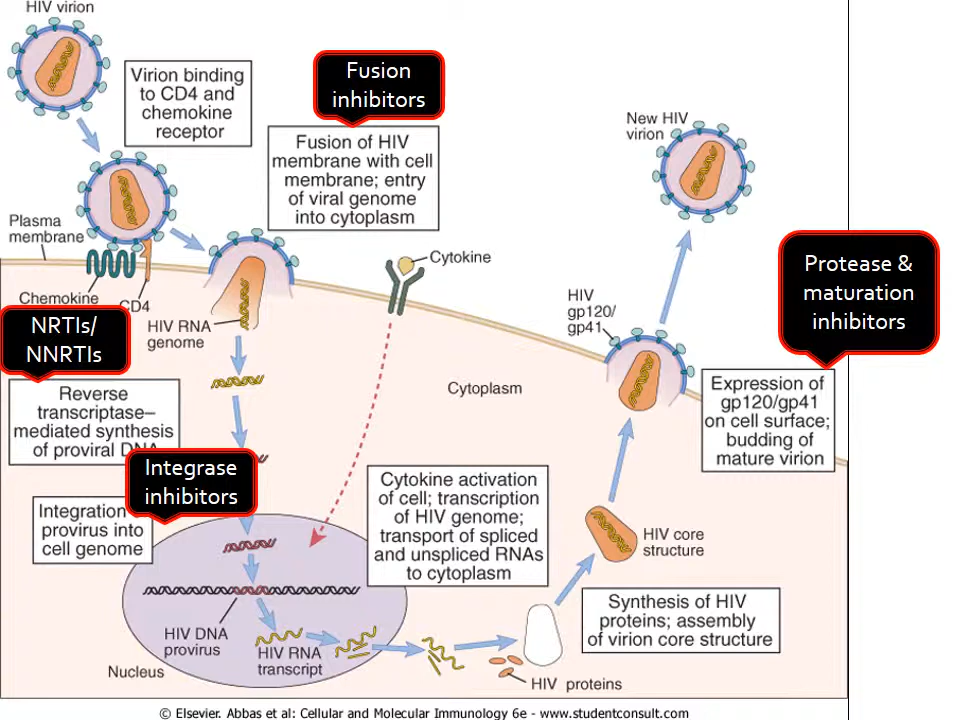 HIV virion
Virion binding
to CD4 and
chemokine
receptor
Fusion
inhibitors
Fusion of HIV
membrane with cell
membrane; entry
of viral genome
into cytoplasm
New HIV
virion
Plasma
membrane
Chemokine
CD4
Cytokine
Protease &
maturation
inhibitors
NRTIs/
NNRTIs
HIV RNA
genome
HIV
gp120/
gp41
Cytoplasm
Reverse
transcriptase–
mediated synthesis
of proviral DNA
Expression of
gp120/gp41
on cell surface;
budding of
mature virion
Integrase
inhibitors
Integration
provirus into
cell genome
Cytokine activation
of cell; transcription
of HIV genome;
transport of spliced
and unspliced RNAs
to cytoplasm
HIV core
structure
Synthesis of HIV
proteins; assembly
of virion core structure
HIV DNA
provirus
HIV RNA
transcript
Nucleus
HIV proteins
© Elsevier. Abbas et al: Cellular and Molecular Immunology 6e - www.studentconsult.com